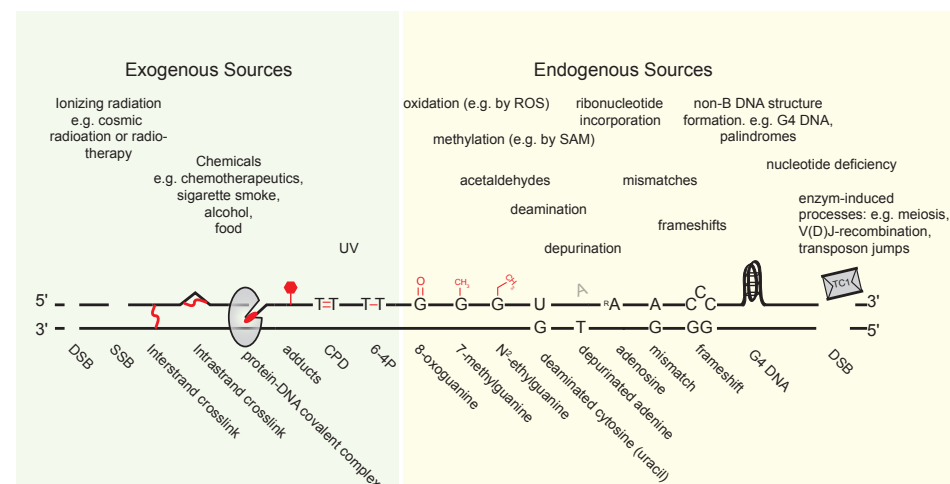 Exogenous Sources
Ionizing radiation
e.g. cosmic
radioation or radio-
therapy
Chemicals
e.g. chemotherapeutics,
sigarette smoke,
alcohol,
food
UV
Endogenous Sources
oxidation (e.g. by ROS)
methylation (e.g. by SAM)
acetaldehydes
deamination
depurination
ribonucleotide
incorporation
mismatches
frameshifts
non-B DNA structure
formation. e.g. G4 DNA,
palindromes
nucleotide deficiency
enzym-induced
processes: e.g. meiosis,
V(D)J-recombination,
transposon jumps
O
CH3
CH3
A
TC1
5' T=T T-T G G G U RA A CCC 3'
3' G T G GG 5'
DSB
SSB
Interstrand crosslink
Intrastrand crosslink
protein-DNA covalent complex
adducts
CPD
6-4P
8-oxoguanine
7-methylguanine
N2-ethylguanine
deaminated cytosine (uracil)
depurinated adenine
adenosine
mismatch
frameshift
G4 DNA
DSB